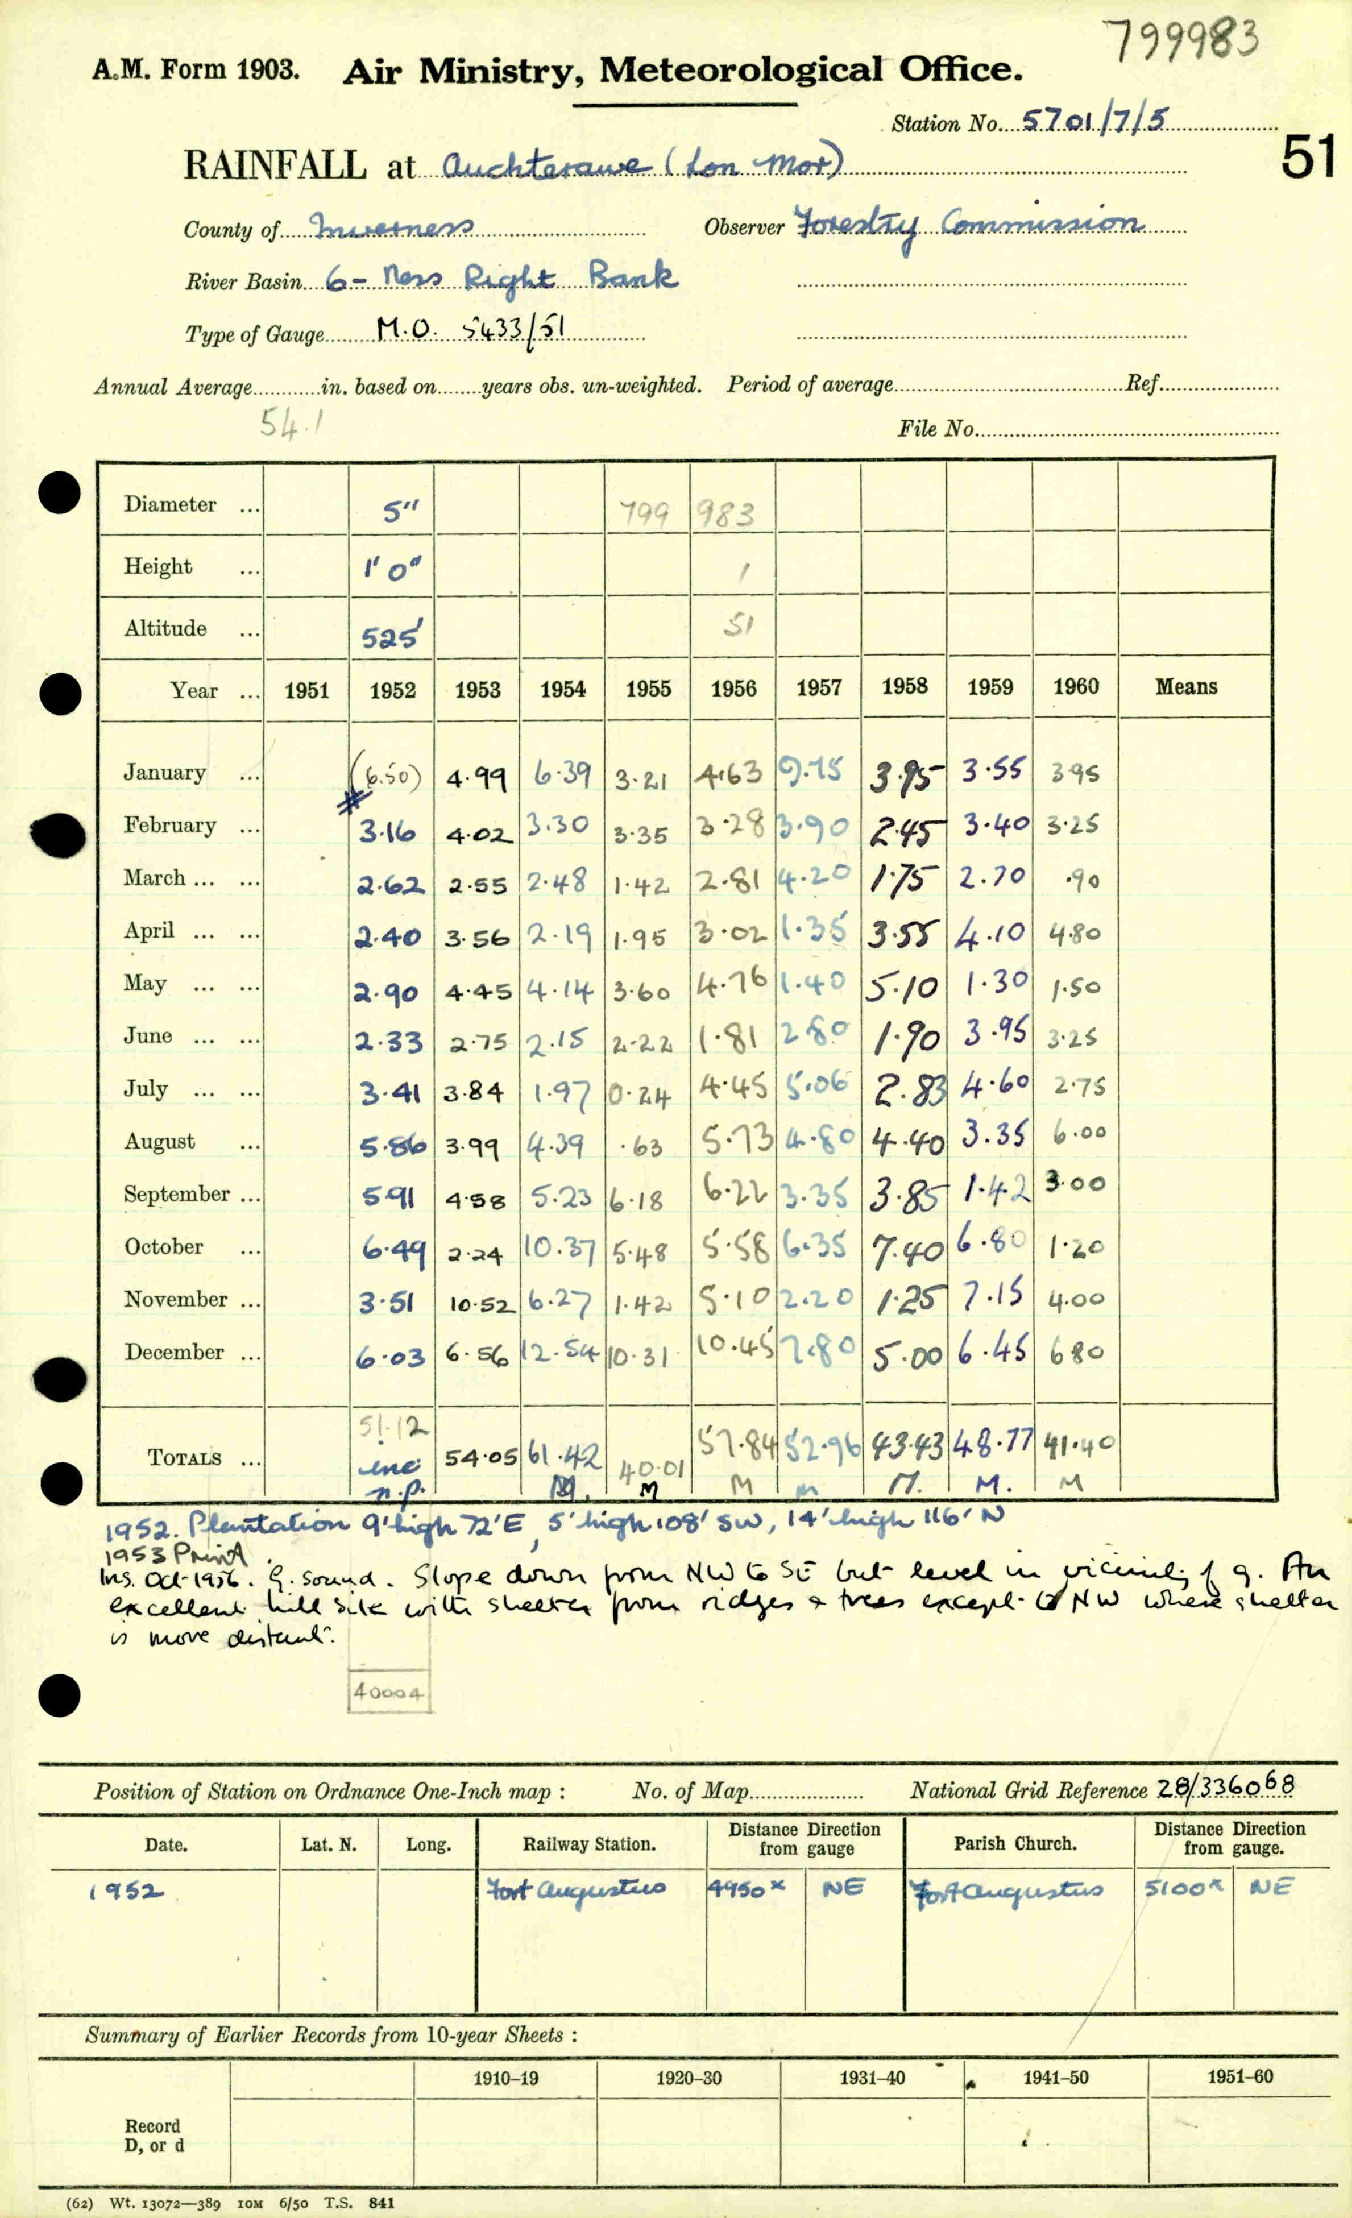 799983
A.M. Form 1903. Air Ministry, Meteorological Office.
Station No. 5701/7/5
51
RAINFALL at Auchterawe (Lon Mor)
County of Inverness Observer Forestry Commission
River Basin 6 - Ness Right Bank
Type of Gauge M.O. 5433/51
Annual Average............in. based on........years obs. un-weighted. Period of average........ Ref........
54.1
File No........
Diameter ... 5" 799 983
Height ... 1' 0" 1
Altitude ... 525' 51
Year ... 1951 1952 1953 1954 1955 1956 1957 1958 1959 1960 Means
January ... (6.50) 4.99 6.39 3.21 4.63 9.75 3.95 3.55 3.95
February ... 3.16 4.02 3.30 3.35 3.28 3.90 2.45 3.40 3.25
March ... ... 2.62 2.55 2.48 1.42 2.81 4.20 1.75 2.70 .90
April ... ... 2.40 3.56 2.19 1.95 3.02 1.35 3.55 4.10 4.80
May ... ... 2.90 4.45 4.14 3.60 4.76 1.40 5.10 1.30 1.50
June ... ... 2.33 2.75 2.15 2.22 1.81 2.80 1.90 3.95 3.25
July ... ... 3.41 3.84 1.97 0.24 4.45 5.06 2.83 4.60 2.75
August ... 5.86 3.99 4.39 .63 5.73 4.80 4.40 3.35 6.00
September ... 5.91 4.58 5.23 6.18 6.22 3.35 3.85 1.42 3.00
October ... 6.49 2.24 10.37 5.48 5.58 6.35 7.40 6.80 1.20
November ... 3.51 10.52 6.27 1.42 5.10 2.20 1.25 7.15 4.00
December ... 6.03 6.56 12.54 10.31 10.45 7.80 5.00 6.45 680
51.12
TOTALS ... inc 54.05 61.42 40.01 57.84 52.96 43.43 48.77 41.40
n.p. M. M M M M. M. M
1952. Plantation 9' high 72' E, 5' high 108' SW, 14' high 116' N
1953 Print
Ins. Oct 1956. G. sound. Slope down from NW to SE but level in vicinity of g. An
excellent hill site with shelter from ridges & trees except to NW where shelter
is more distant.
40004
Position of Station on Ordnance One-Inch map : No. of Map........ National Grid Reference 28/336068
Date. Lat. N. Long. Railway Station. Distance Direction from gauge Parish Church. Distance Direction from gauge.
1952 Fort Augustus 4950x NE Fort Augustus 5100x NE
Summary of Earlier Records from 10-year Sheets :
1910–19 1920–30 1931–40 1941–50 1951–60
Record
D, or d
(62) Wt. 13072—389 10M 6/50 T.S. 841